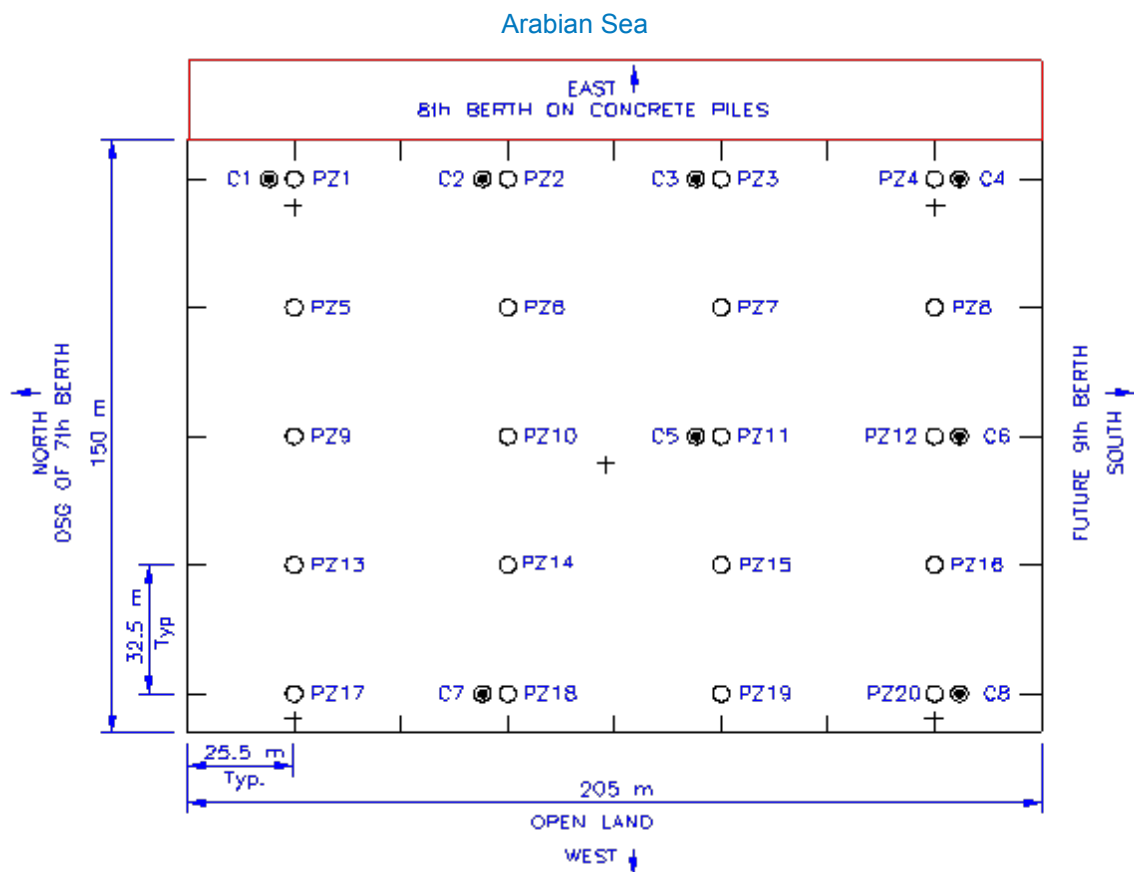 Arabian Sea
EAST
8th BERTH ON CONCRETE PILES
C1 PZ1 C2 PZ2 C3 PZ3 PZ4 C4
PZ5 PZ6 PZ7 PZ8
NORTH
OSG OF 7th BERTH
150 m
PZ9 PZ10 C5 PZ11 PZ12 C6
FUTURE 9th BERTH
SOUTH
PZ13 PZ14 PZ15 PZ16
32.5 m
Typ
PZ17 C7 PZ18 PZ19 PZ20 C8
25.5 m
Typ.
205 m
OPEN LAND
WEST